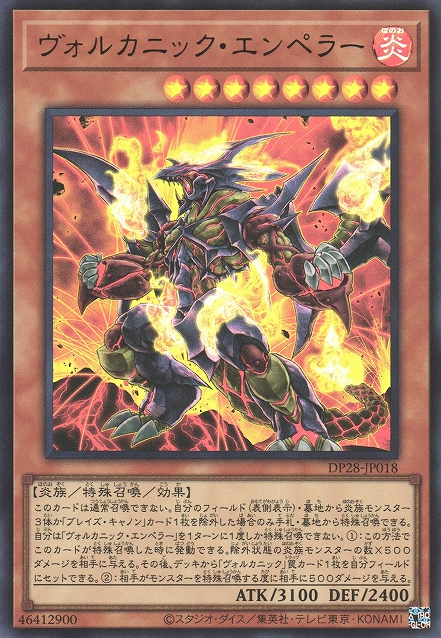 ヴォルカニック・エンペラー
炎
DP28-JP018
【炎族／特殊召喚／効果】
このカードは通常召喚できない。自分のフィールド(表側表示)・墓地から炎族モンスター
3体か「ブレイズ・キャノン」カード1枚を除外した場合のみ手札・墓地から特殊召喚できる。
自分は「ヴォルカニック・エンペラー」を1ターンに1度しか特殊召喚できない。①：この方法で
このカードが特殊召喚した時に発動できる。除外状態の炎族モンスターの数×500
ダメージを相手に与える。その後、デッキから「ヴォルカニック」罠カード1枚を自分フィールド
にセットできる。②：相手がモンスターを特殊召喚する度に相手に500ダメージを与える。
ATK/3100 DEF/2400
46412900 ©スタジオ・ダイス／集英社・テレビ東京・KONAMI